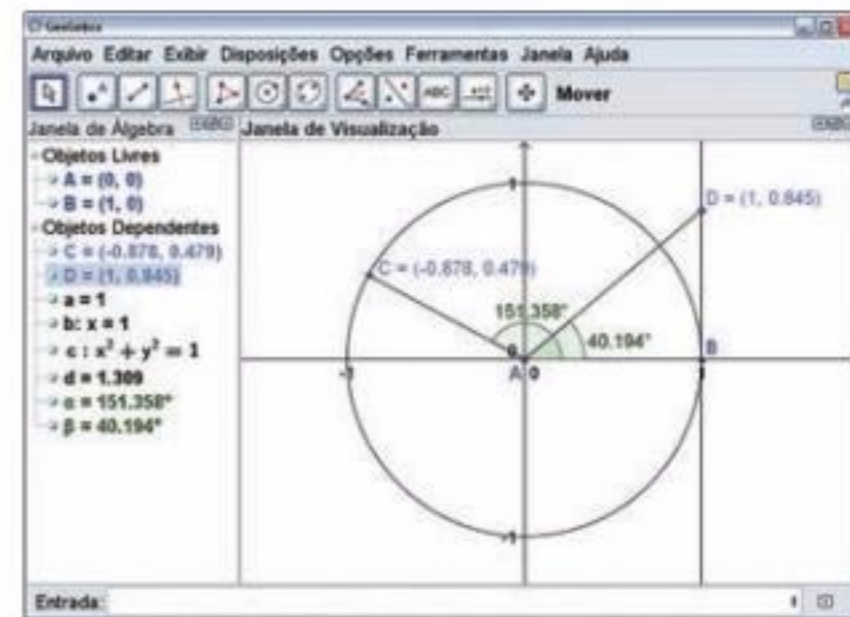 GeoGebra
Arquivo Editar Exibir Disposições Opções Ferramentas Janela Ajuda
A ABC Mover
Janela de Álgebra
Janela de Visualização
Objetos Livres
A = (0, 0)
B = (1, 0)
Objetos Dependentes
C = (-0.878, 0.479)
D = (1, 0.845)
a = 1
b: x = 1
c : x² + y² = 1
d = 1.309
α = 151.358°
β = 40.194°
1
D = (1, 0.845)
C = (-0.878, 0.479)
151.358°
40.194°
B
0
-1
A
0
1
-1
Entrada: